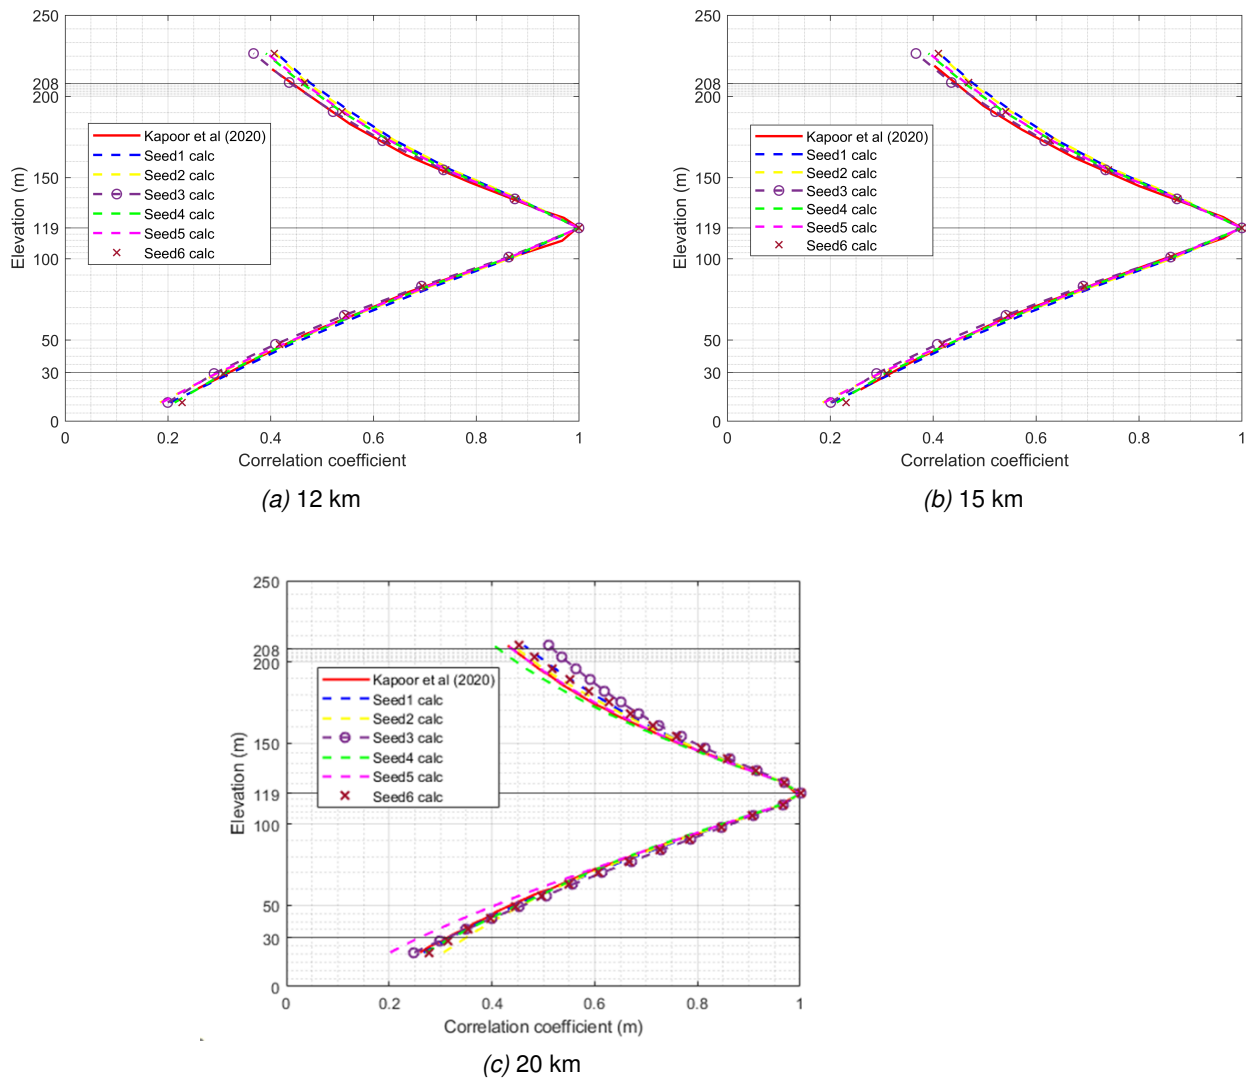 250
208
200
150
119
100
50
30
0
Elevation (m)
Kapoor et al (2020)
Seed1 calc
Seed2 calc
Seed3 calc
Seed4 calc
Seed5 calc
Seed6 calc
0 0.2 0.4 0.6 0.8 1
Correlation coefficient
(a) 12 km
250
208
200
150
119
100
50
30
0
Elevation (m)
Kapoor et al (2020)
Seed1 calc
Seed2 calc
Seed3 calc
Seed4 calc
Seed5 calc
Seed6 calc
0 0.2 0.4 0.6 0.8 1
Correlation coefficient
(b) 15 km
250
208
200
150
119
100
50
30
0
Elevation (m)
Kapoor et al (2020)
Seed1 calc
Seed2 calc
Seed3 calc
Seed4 calc
Seed5 calc
Seed6 calc
0 0.2 0.4 0.6 0.8 1
Correlation coefficient (m)
(c) 20 km